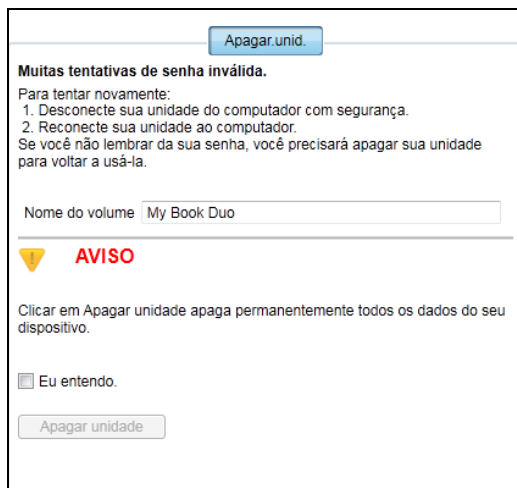 Apagar.unid.
Muitas tentativas de senha inválida.
Para tentar novamente:
1. Desconecte sua unidade do computador com segurança.
2. Reconecte sua unidade ao computador.
Se você não lembrar da sua senha, você precisará apagar sua unidade
para voltar a usá-la.
Nome do volume My Book Duo
AVISO
Clicar em Apagar unidade apaga permanentemente todos os dados do seu
dispositivo.
Eu entendo.
Apagar unidade